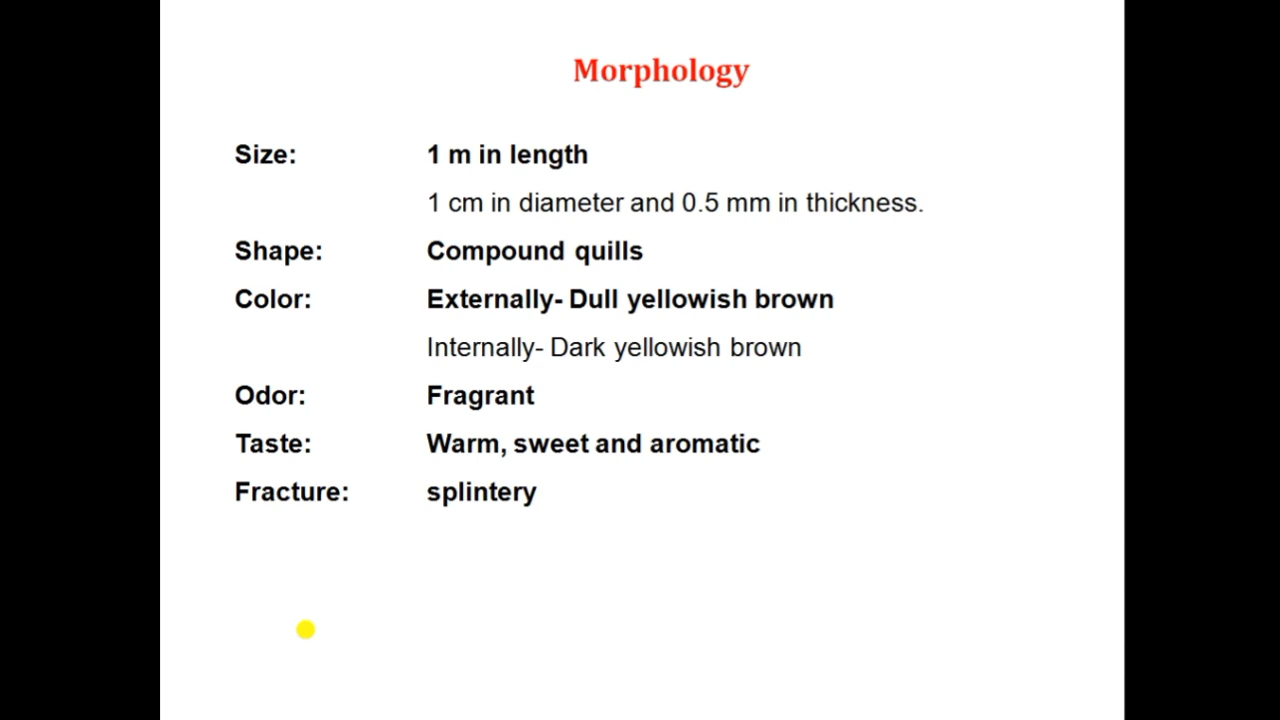 Morphology
Size: 1 m in length
1 cm in diameter and 0.5 mm in thickness.
Shape: Compound quills
Color: Externally- Dull yellowish brown
Internally- Dark yellowish brown
Odor: Fragrant
Taste: Warm, sweet and aromatic
Fracture: splintery